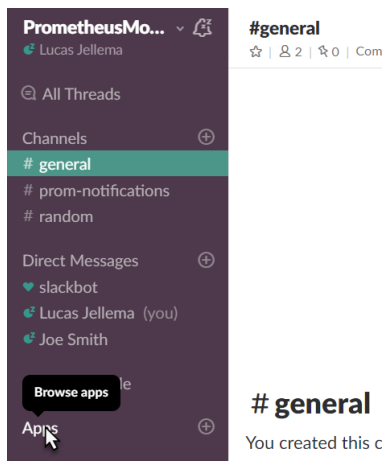 PrometheusMo...
Lucas Jellema
All Threads
Channels
# general
# prom-notifications
# random
Direct Messages
slackbot
Lucas Jellema (you)
Joe Smith
Browse apps
Apps
#general
2 | 0 | Com
# general
You created this c